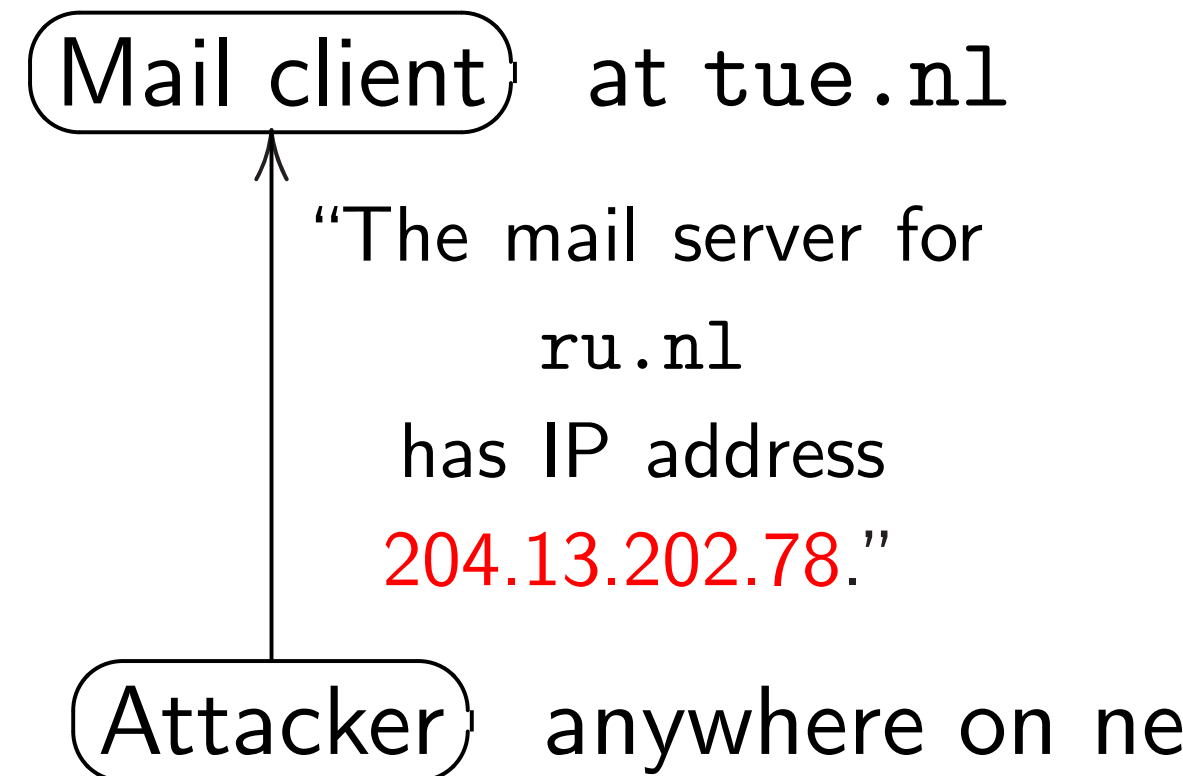 Mail client at tue.nl
“The mail server for
ru.nl
has IP address
204.13.202.78.”
Attacker anywhere on ne